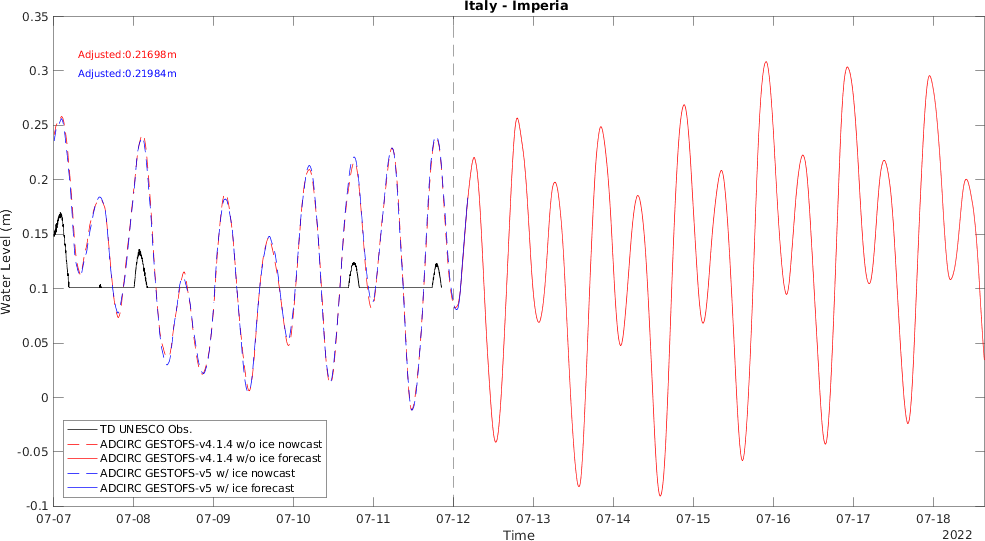 Italy - Imperia
0.35
0.3
0.25
0.2
0.15
0.1
0.05
0
-0.05
-0.1
Water Level (m)
Adjusted:0.21698m
Adjusted:0.21984m
TD UNESCO Obs.
ADCIRC GESTOFS-v4.1.4 w/o ice nowcast
ADCIRC GESTOFS-v4.1.4 w/o ice forecast
ADCIRC GESTOFS-v5 w/ ice nowcast
ADCIRC GESTOFS-v5 w/ ice forecast
07-07 07-08 07-09 07-10 07-11 07-12 07-13 07-14 07-15 07-16 07-17 07-18
Time
2022